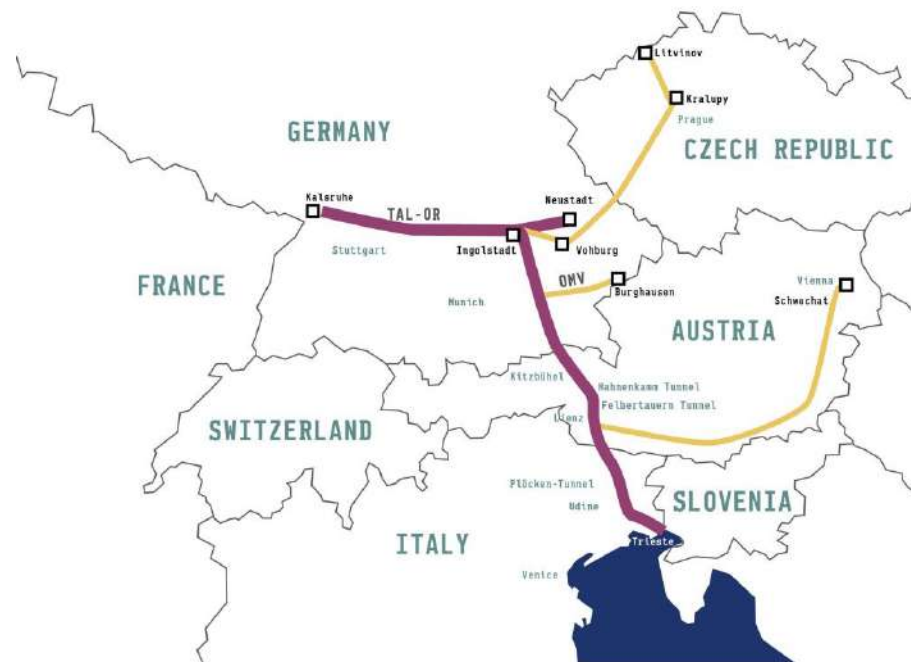 Litvinov
Kralupy
Prague
GERMANY
CZECH REPUBLIC
Kalsruhe
Neustadt
TAL-OR
Stuttgart
Ingolstadt
Vohburg
FRANCE
OMV
Burghausen
Vienna
Schwechat
Munich
AUSTRIA
Kitzbühel
Hahnenkamm Tunnel
Felbertauern Tunnel
Lienz
SWITZERLAND
Plöcken-Tunnel
SLOVENIA
Udine
ITALY
Trieste
Venice